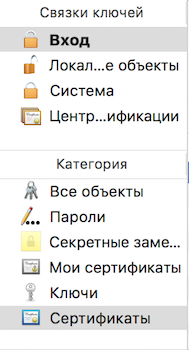 Связки ключей
Вход
Локал...е объекты
Система
Центр...ификации
Категория
Все объекты
Пароли
Секретные заме...
Мои сертификаты
Ключи
Сертификаты